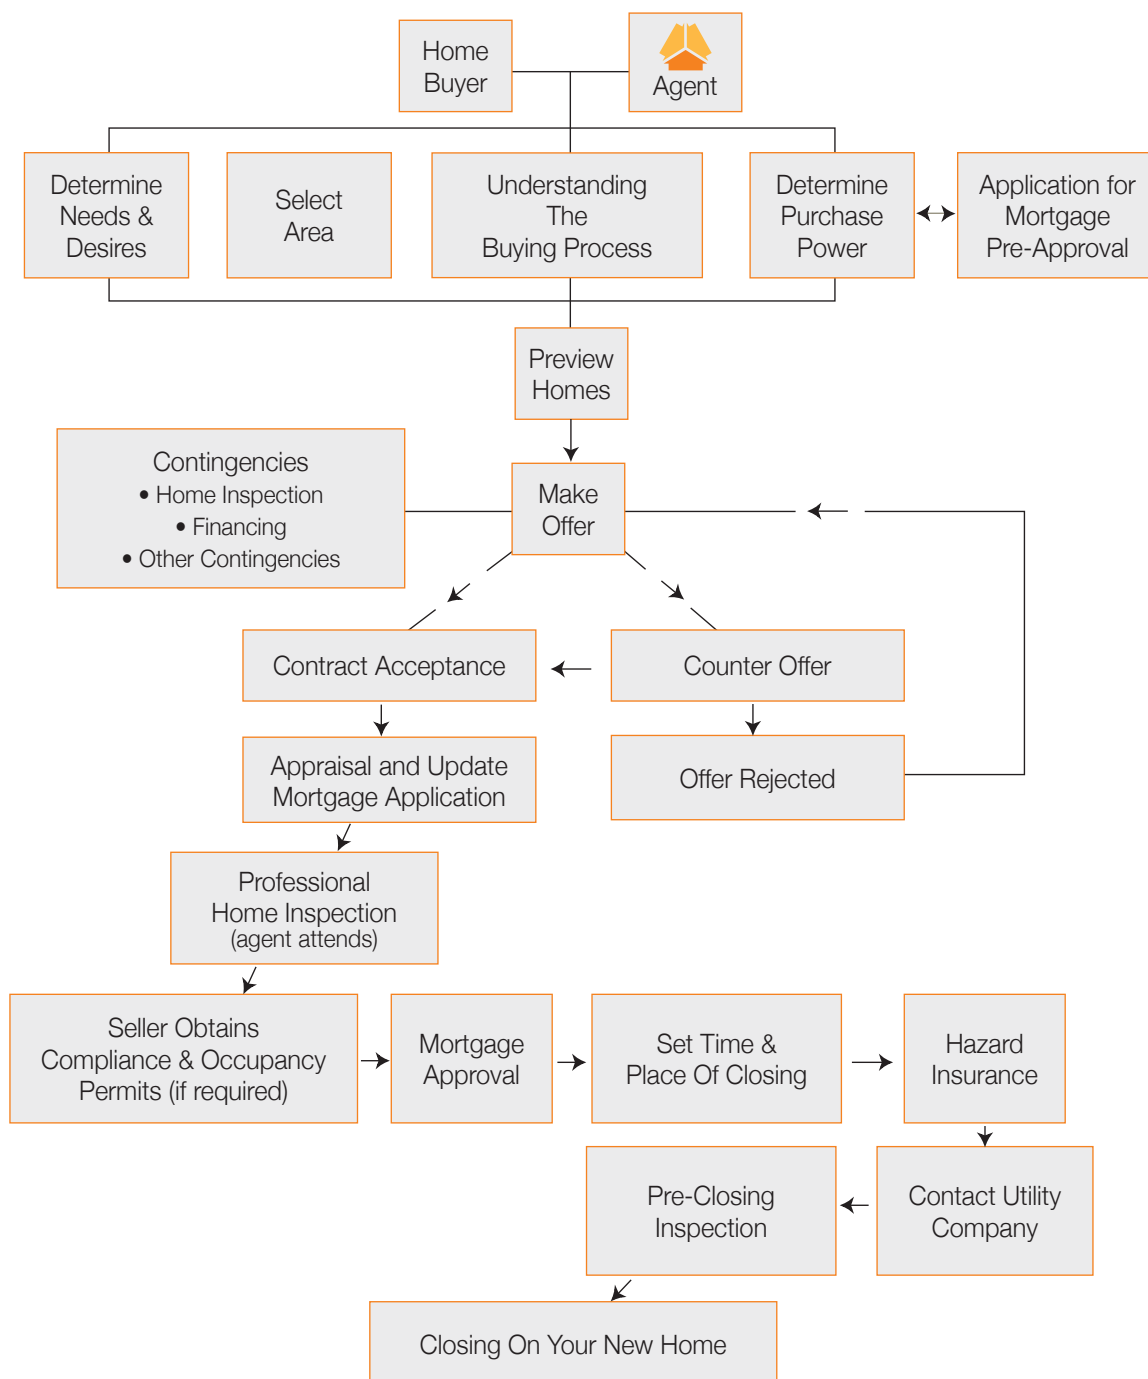 Home
Buyer
Agent
Determine
Needs &
Desires
Select
Area
Understanding
The
Buying Process
Determine
Purchase
Power
Application for
Mortgage
Pre-Approval
Preview
Homes
Contingencies
• Home Inspection
• Financing
• Other Contingencies
Make
Offer
Contract Acceptance
Counter Offer
Appraisal and Update
Mortgage Application
Offer Rejected
Professional
Home Inspection
(agent attends)
Seller Obtains
Compliance & Occupancy
Permits (if required)
Mortgage
Approval
Set Time &
Place Of Closing
Hazard
Insurance
Pre-Closing
Inspection
Contact Utility
Company
Closing On Your New Home